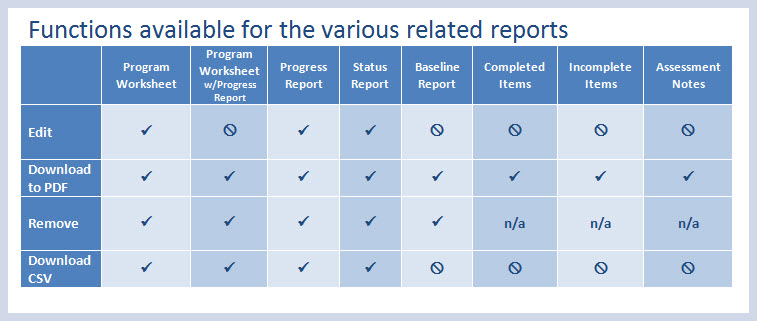 Functions available for the various related reports
Program Worksheet | Program Worksheet w/Progress Report | Progress Report | Status Report | Baseline Report | Completed Items | Incomplete Items | Assessment Notes
Edit ✓ 🛇 ✓ ✓ 🛇 🛇 🛇 🛇
Download to PDF ✓ ✓ ✓ ✓ ✓ ✓ ✓ ✓
Remove ✓ ✓ ✓ ✓ ✓ n/a n/a n/a
Download CSV ✓ ✓ ✓ ✓ 🛇 🛇 🛇 🛇